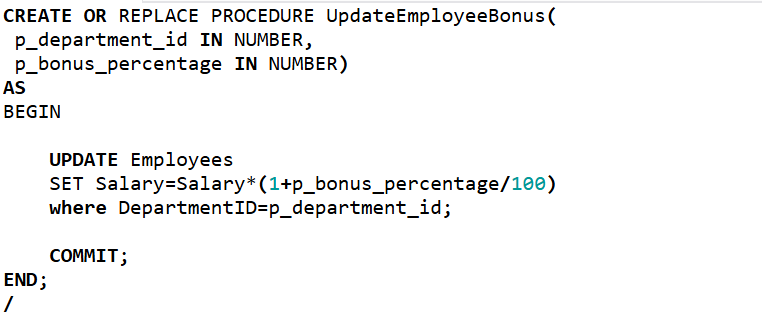 CREATE OR REPLACE PROCEDURE UpdateEmployeeBonus(
p_department_id IN NUMBER,
p_bonus_percentage IN NUMBER)
AS
BEGIN
UPDATE Employees
SET Salary=Salary*(1+p_bonus_percentage/100)
where DepartmentID=p_department_id;
COMMIT;
END;
/